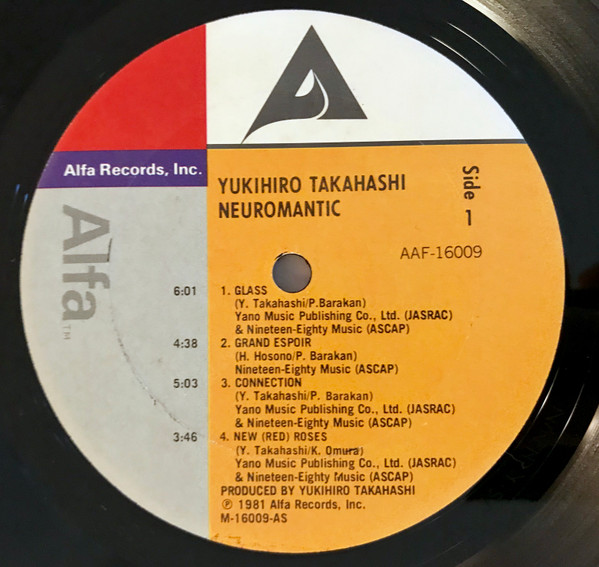 Alfa Records, Inc.
Alfa™
YUKIHIRO TAKAHASHI
NEUROMANTIC
Side 1
AAF-16009
6:01 1. GLASS
(Y. Takahashi/P.Barakan)
Yano Music Publishing Co., Ltd. (JASRAC)
& Nineteen-Eighty Music (ASCAP)
4:38 2. GRAND ESPOIR
(H. Hosono/P. Barakan)
Nineteen-Eighty Music (ASCAP)
5:03 3. CONNECTION
(Y. Takahashi/P. Barakan)
Yano Music Publishing Co., Ltd. (JASRAC)
& Nineteen-Eighty Music (ASCAP)
3:46 4. NEW (RED) ROSES
(Y. Takahashi/K. Omura)
Yano Music Publishing Co., Ltd. (JASRAC)
& Nineteen-Eighty Music (ASCAP)
PRODUCED BY YUKIHIRO TAKAHASHI
℗ 1981 Alfa Records, Inc.
M-16009-AS